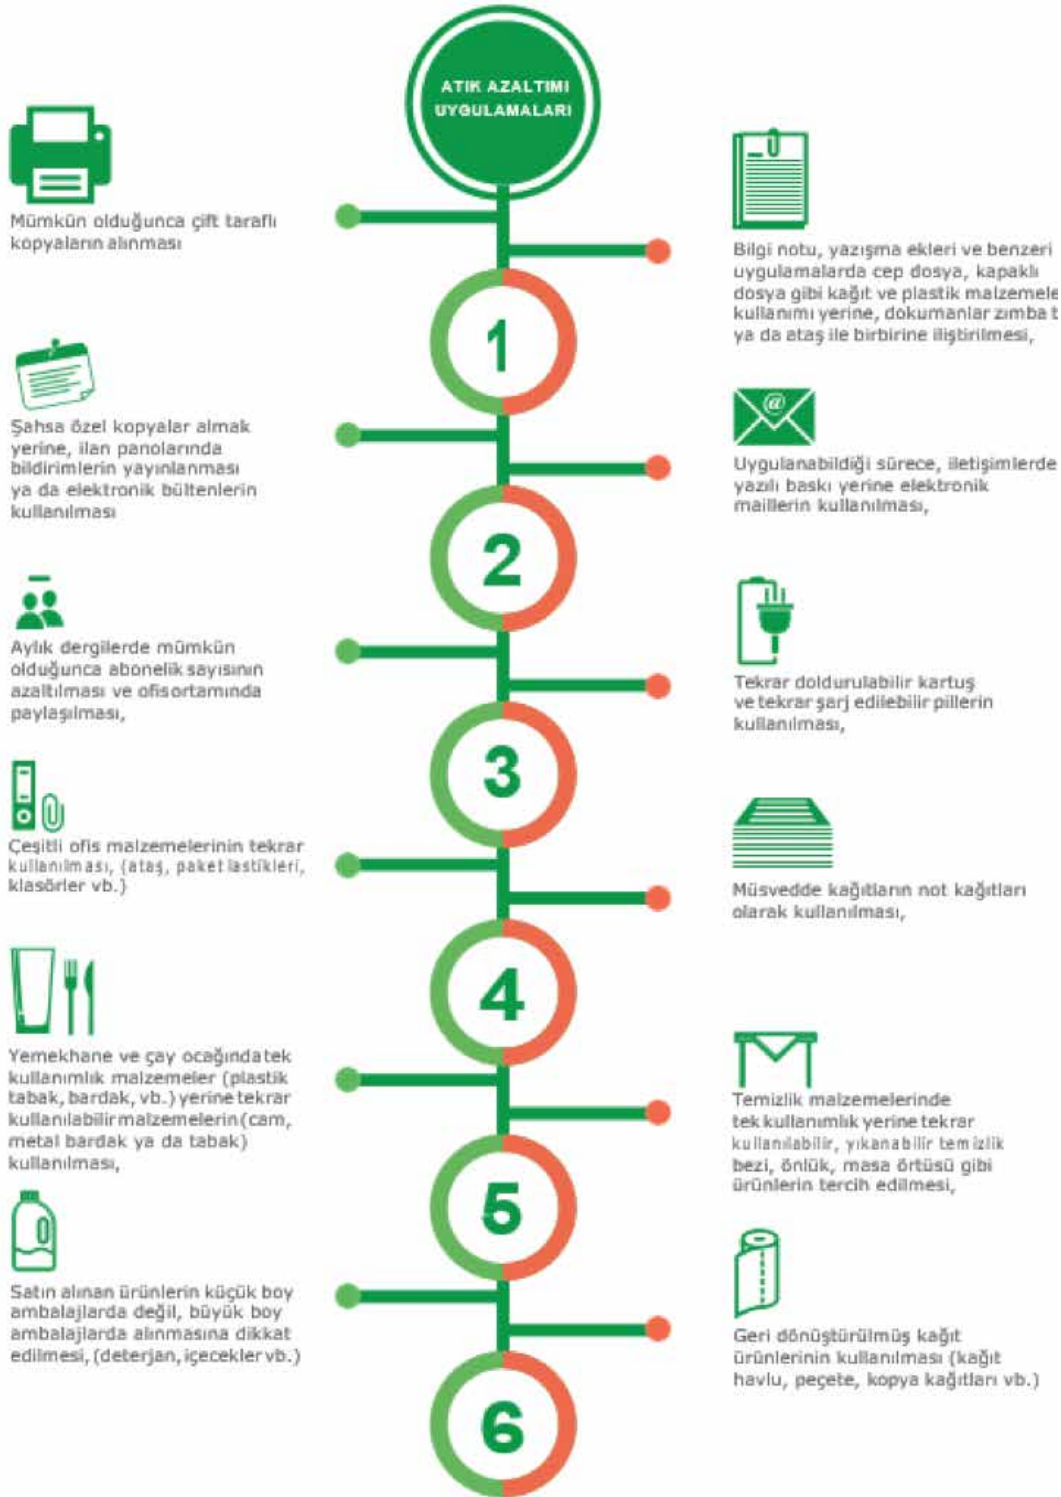 ATIK AZALTIMI
UYGULAMALARI
Mümkün olduğunca çift taraflı
kopyaların alınması
Bilgi notu, yazışma ekleri ve benzeri
uygulamalarda cep dosya, kapaklı
dosya gibi kağıt ve plastik
kullanımı yerine, dokumanlar zımba
ya da ataş ile birbirine iliştirilmesi,
1
Şahsa özel kopyalar almak
yerine, ilan panolarında
bildirimlerin yayınlanması
ya da elektronik bültenlerin
kullanılması
@
Uygulanabildiği sürece, iletişimlerde
yazılı baskı yerine elektronik
maillerin kullanılması,
2
Aylık dergilerde mümkün
olduğunca abonelik sayısının
azaltılması ve ofisortamında
paylaşılması,
Tekrar doldurulabilir kartuş
ve tekrar şarj edilebilir pillerin
kullanılması,
3
Çeşitli ofis malzemelerinin tekrar
kullanılması, (ataş, paket lastikleri,
klasörler vb.)
Müsvedde kağıtların not kağıtları
olarak kullanılması,
4
Yemekhane ve çay ocağındatek
kullanımlık malzemeler (plastik
tabak, bardak, vb.) yerine tekrar
kullanılabilir malzemelerin (cam,
metal bardak ya da tabak)
kullanılması,
Temizlik malzemelerinde
tek kullanımlık yerine tekrar
kullanılabilir, yıkanabilir temizlik
bezi, önlük, masa örtüsü gibi
ürünlerin tercih edilmesi,
5
Satın alınan ürünlerin küçük boy
ambalajlarda değil, büyük boy
ambalajlarda alınmasına dikkat
edilmesi, (deterjan, içecekler vb.)
Geri dönüştürülmüş kağıt
ürünlerinin kullanılması (kağıt
havlu, peçete, kopya kağıtları vb.)
6